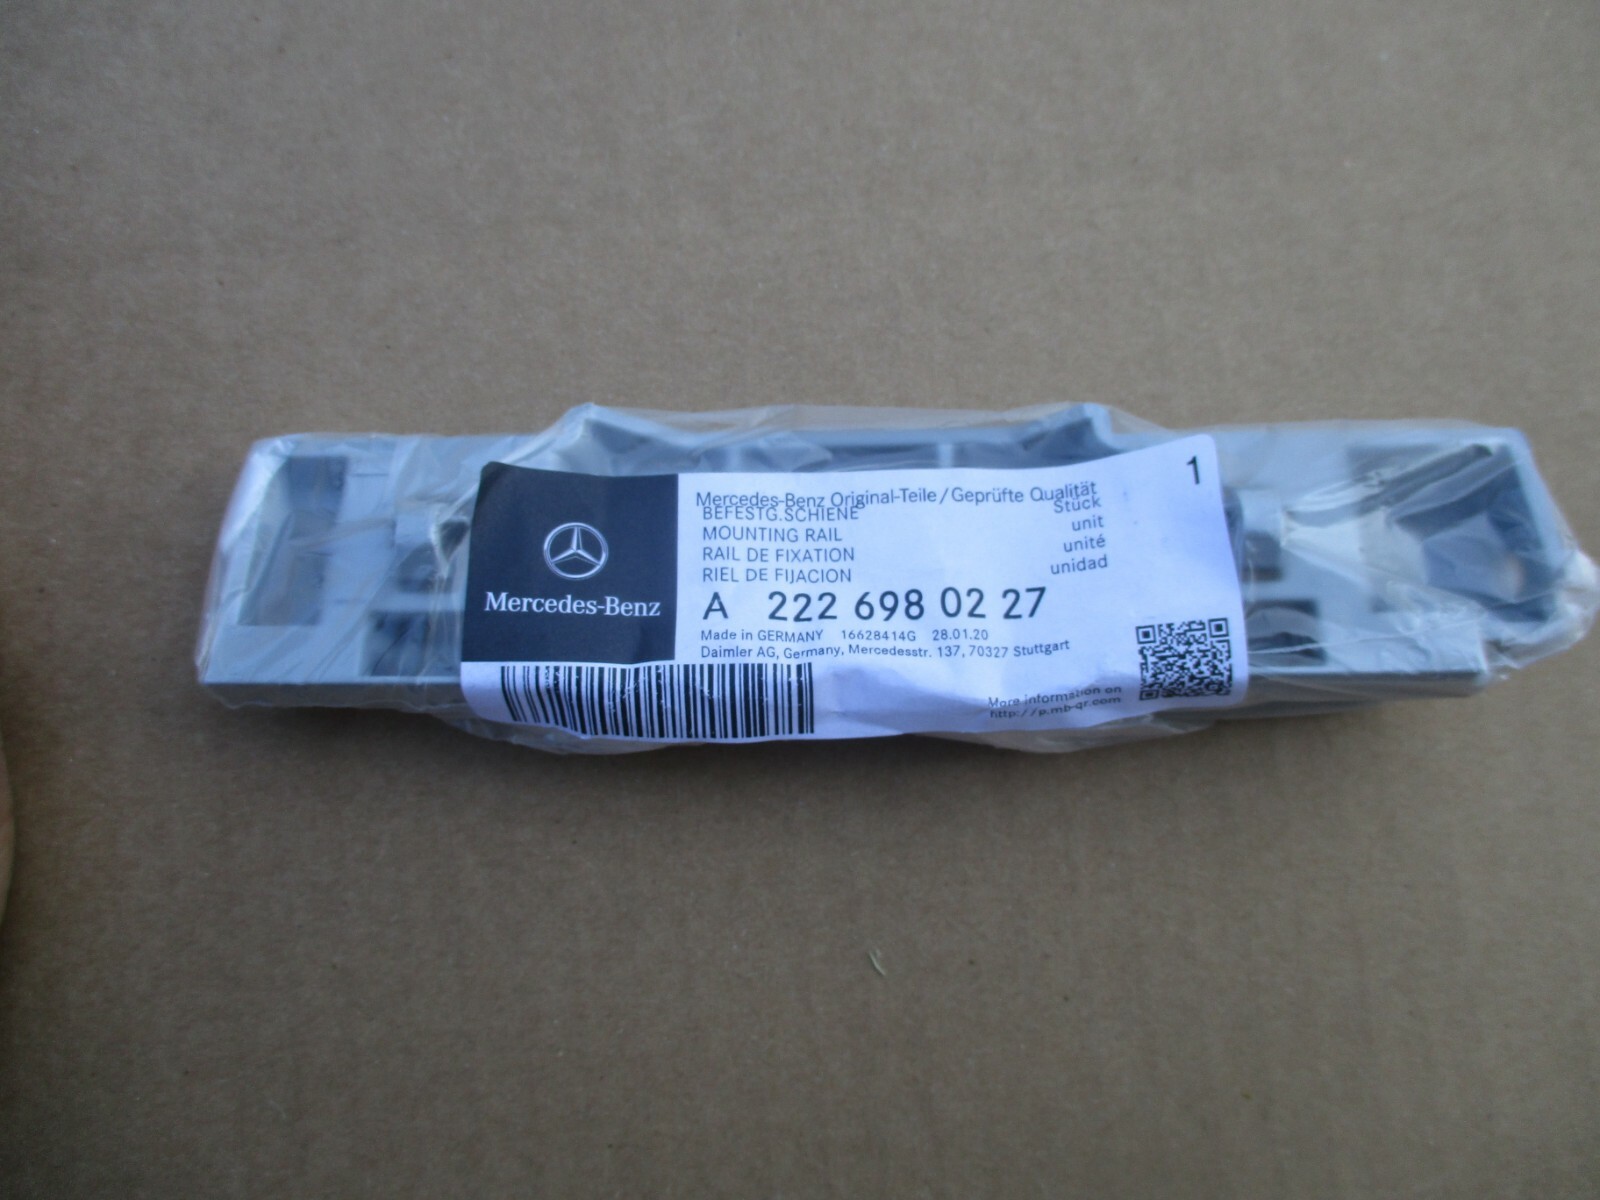 Mercedes-Benz
Mercedes-Benz Original-Teile/Geprüfte Qualität
1
BEFESTG.SCHIENE Stück
MOUNTING RAIL unit
RAIL DE FIXATION unité
RIEL DE FIJACION unidad
A 222 698 02 27
Made in GERMANY 16628414G 28.01.20
Daimler AG, Germany, Mercedesstr. 137, 70327 Stuttgart
More information on
http://p.mb-qr.com